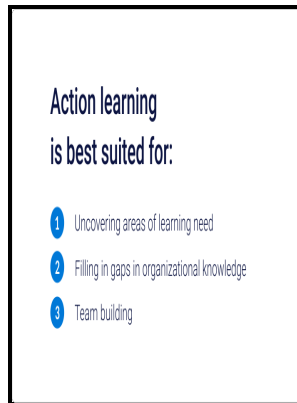 Action learning
is best suited for:
1 Uncovering areas of learning need
2 Filling in gaps in organizational knowledge
3 Team building